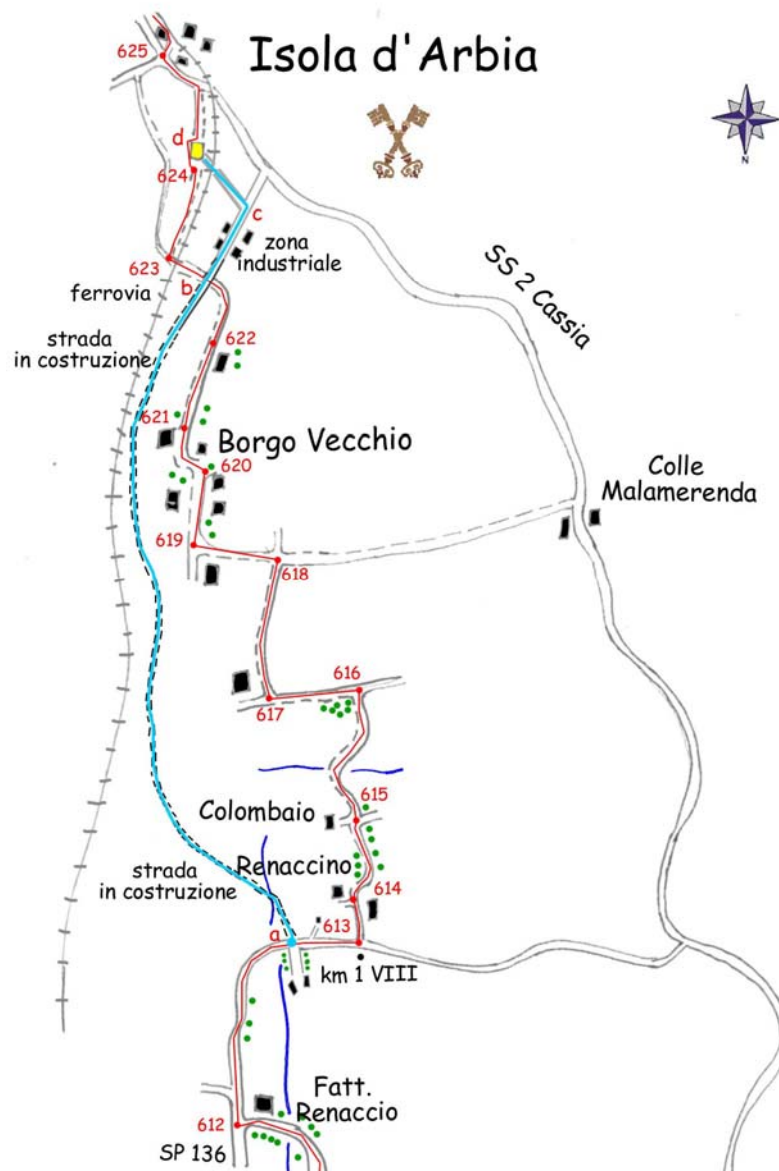 Isola d'Arbia
625
d
N
624
c
zona
industriale
623
b
ferrovia
SS 2 Cassia
strada
in costruzione
622
621
Borgo Vecchio
620
Colle
Malamerenda
619
618
616
617
615
Colombaio
Renaccino
strada
in costruzione
614
613
a
km 1 VIII
Fatt.
Renaccio
612
SP 136